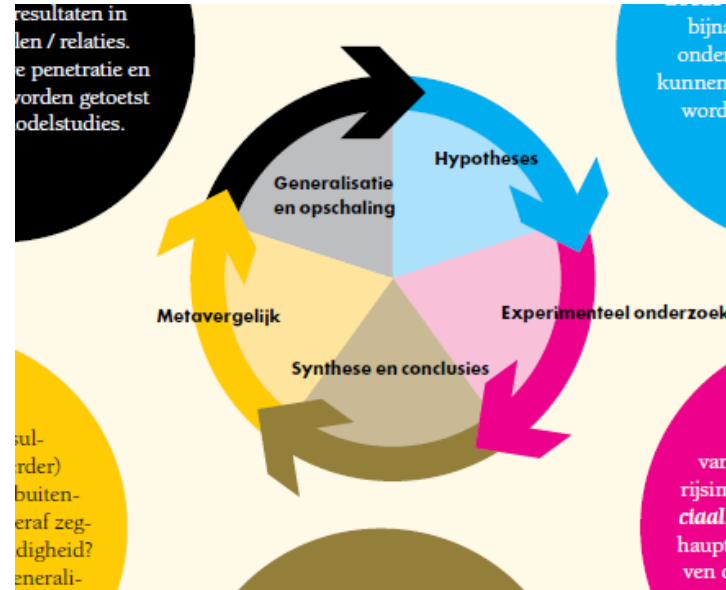 resultaten in
len / relaties.
e penetratie en
vorden getoetst
odelstudies.
bijna
onder
kunnen
word
Hypotheses
Generalisatie
en opschaling
Metavergelijk
Experimenteel onderzoek
Synthese en conclusies
sul-
erder)
buiten-
eraf zeg-
digheid?
enerali-
van
rijsin
ciaal
haupt
ven